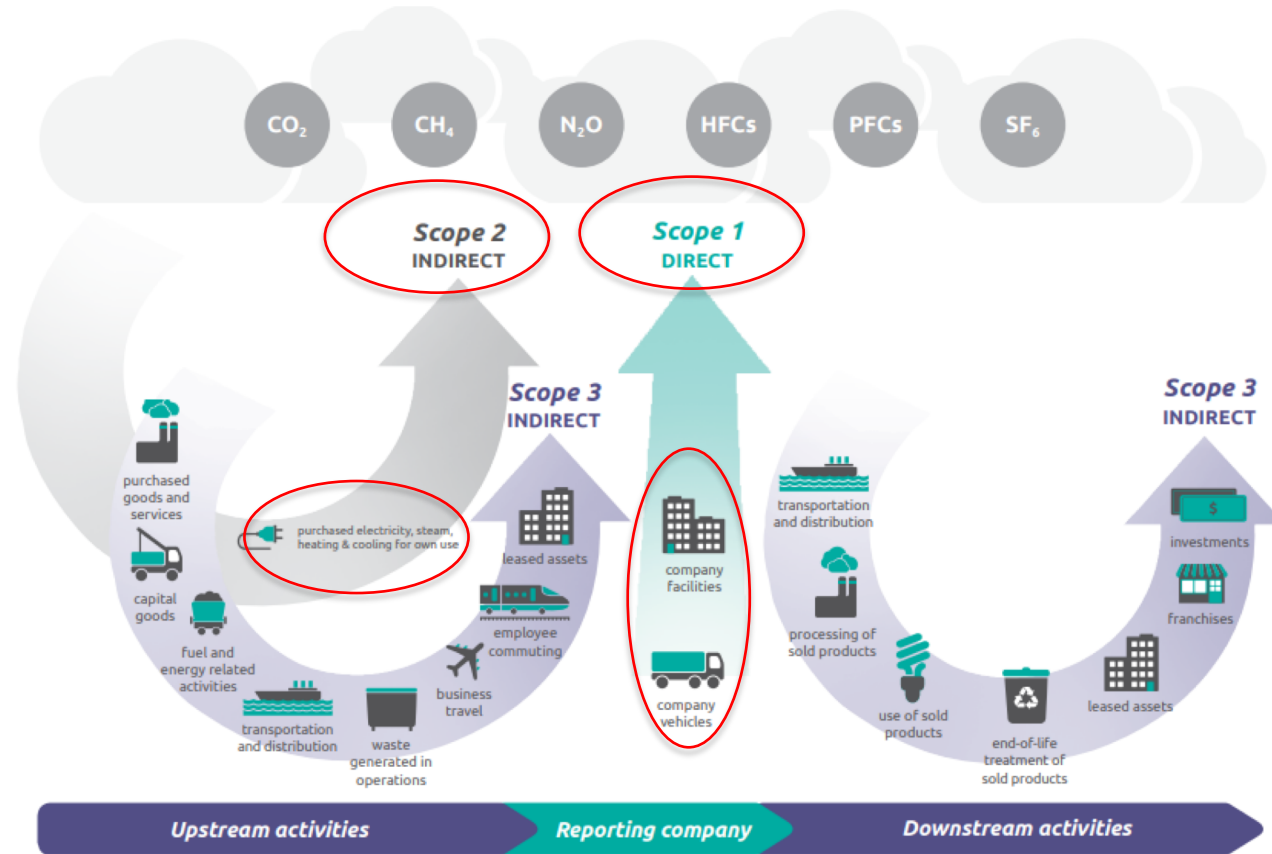 CO₂
CH₄
N₂O
HFCs
PFCs
SF₆
Scope 2
INDIRECT
Scope 1
DIRECT
Scope 3
INDIRECT
Scope 3
INDIRECT
purchased
goods and
services
capital
goods
fuel and
energy related
activities
transportation
and distribution
waste
generated in
operations
business
travel
employee
commuting
leased assets
purchased electricity, steam,
heating & cooling for own use
company
facilities
company
vehicles
transportation
and distribution
processing of
sold products
use of sold
products
end-of-life
treatment of
sold products
leased assets
franchises
investments
$
Upstream activities
Reporting company
Downstream activities